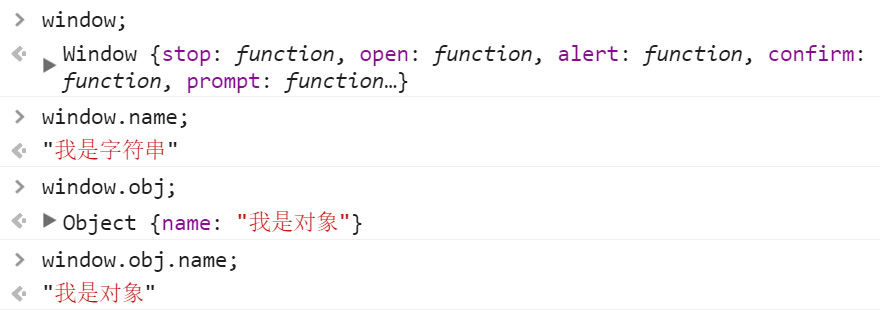 window;
Window {stop: function, open: function, alert: function, confirm:
function, prompt: function…}
window.name;
"我是字符串"
window.obj;
Object {name: "我是对象"}
window.obj.name;
"我是对象"